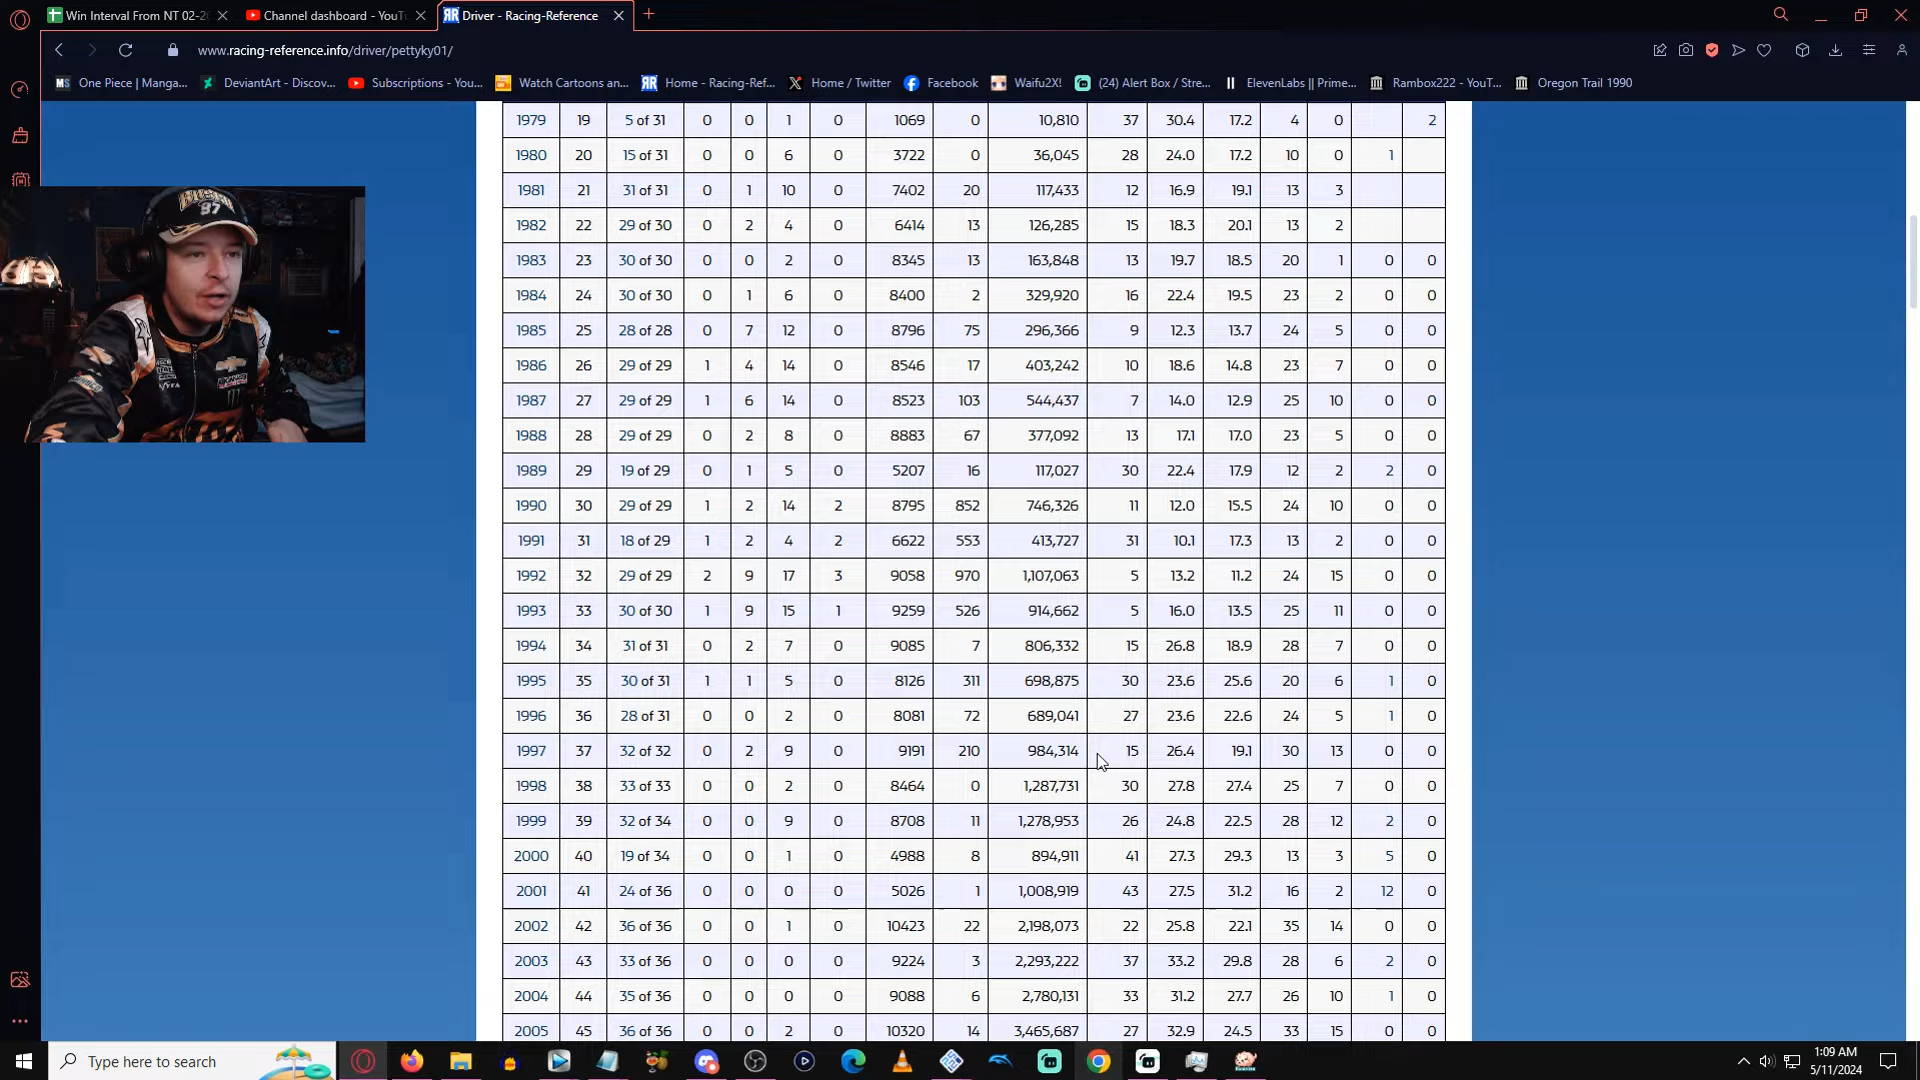 Win Interval From NT 02-2
Channel dashboard - YouTu
RR Driver - Racing-Reference
www.racing-reference.info/driver/pettyky01/
MS One Piece | Manga...
DeviantArt - Discov...
Subscriptions - You...
Watch Cartoons an...
RR Home - Racing-Ref...
X Home / Twitter
Facebook
Waifu2X!
(24) Alert Box / Stre...
ElevenLabs || Prime...
Rambox222 - YouT...
Oregon Trail 1990
1979 19 5 of 31 0 0 1 0 1069 0 10,810 37 30.4 17.2 4 0 2
1980 20 15 of 31 0 0 6 0 3722 0 36,045 28 24.0 17.2 10 0 1
1981 21 31 of 31 0 1 10 0 7402 20 117,433 12 16.9 19.1 13 3
1982 22 29 of 30 0 2 4 0 6414 13 126,285 15 18.3 20.1 13 2
1983 23 30 of 30 0 0 2 0 8345 13 163,848 13 19.7 18.5 20 1 0 0
1984 24 30 of 30 0 1 6 0 8400 2 329,920 16 22.4 19.5 23 2 0 0
1985 25 28 of 28 0 7 12 0 8796 75 296,366 9 12.3 13.7 24 5 0 0
1986 26 29 of 29 1 4 14 0 8546 17 403,242 10 18.6 14.8 23 7 0 0
1987 27 29 of 29 1 6 14 0 8523 103 544,437 7 14.0 12.9 25 10 0 0
1988 28 29 of 29 0 2 8 0 8883 67 377,092 13 17.1 17.0 23 5 0 0
1989 29 19 of 29 0 1 5 0 5207 16 117,027 30 22.4 17.9 12 2 2 0
1990 30 29 of 29 1 2 14 2 8795 852 746,326 11 12.0 15.5 24 10 0 0
1991 31 18 of 29 1 2 4 2 6622 553 413,727 31 10.1 17.3 13 2 0 0
1992 32 29 of 29 2 9 17 3 9058 970 1,107,063 5 13.2 11.2 24 15 0 0
1993 33 30 of 30 1 9 15 1 9259 526 914,662 5 16.0 13.5 25 11 0 0
1994 34 31 of 31 0 2 7 0 9085 7 806,332 15 26.8 18.9 28 7 0 0
1995 35 30 of 31 1 1 5 0 8126 311 698,875 30 23.6 25.6 20 6 1 0
1996 36 28 of 31 0 0 2 0 8081 72 689,041 27 23.6 22.6 24 5 1 0
1997 37 32 of 32 0 2 9 0 9191 210 984,314 15 26.4 19.1 30 13 0 0
1998 38 33 of 33 0 0 2 0 8464 0 1,287,731 30 27.8 27.4 25 7 0 0
1999 39 32 of 34 0 0 9 0 8708 11 1,278,953 26 24.8 22.5 28 12 2 0
2000 40 19 of 34 0 0 1 0 4988 8 894,911 41 27.3 29.3 13 3 5 0
2001 41 24 of 36 0 0 0 0 5026 1 1,008,919 43 27.5 31.2 16 2 12 0
2002 42 36 of 36 0 0 1 0 10423 22 2,198,073 22 25.8 22.1 35 14 0 0
2003 43 33 of 36 0 0 0 0 9224 3 2,293,222 37 33.2 29.8 28 6 2 0
2004 44 35 of 36 0 0 0 0 9088 6 2,780,131 33 31.2 27.7 26 10 1 0
2005 45 36 of 36 0 0 2 0 10320 14 3,465,687 27 32.9 24.5 33 15 0 0
Type here to search
1:09 AM
5/11/2024